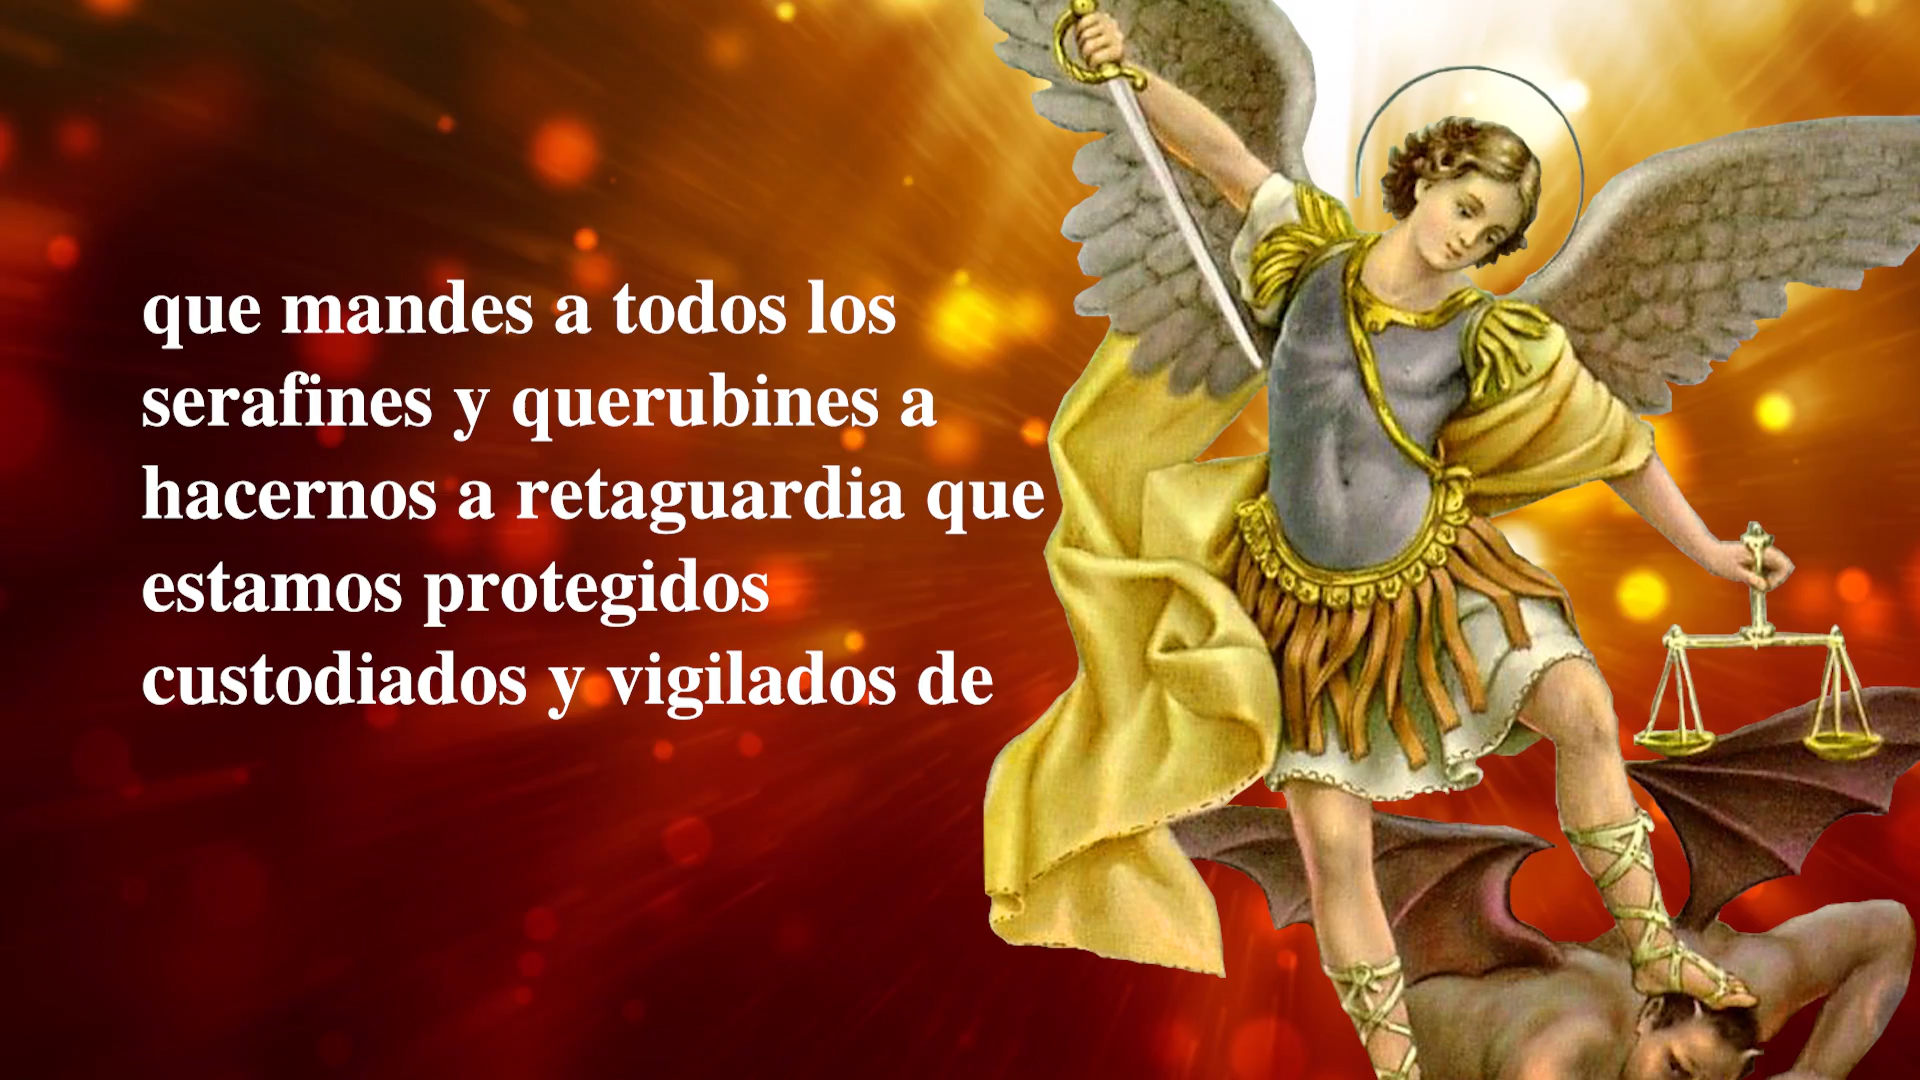 que mandes a todos los
serafines y querubines a
hacernos a retaguardia que
estamos protegidos
custodiados y vigilados de